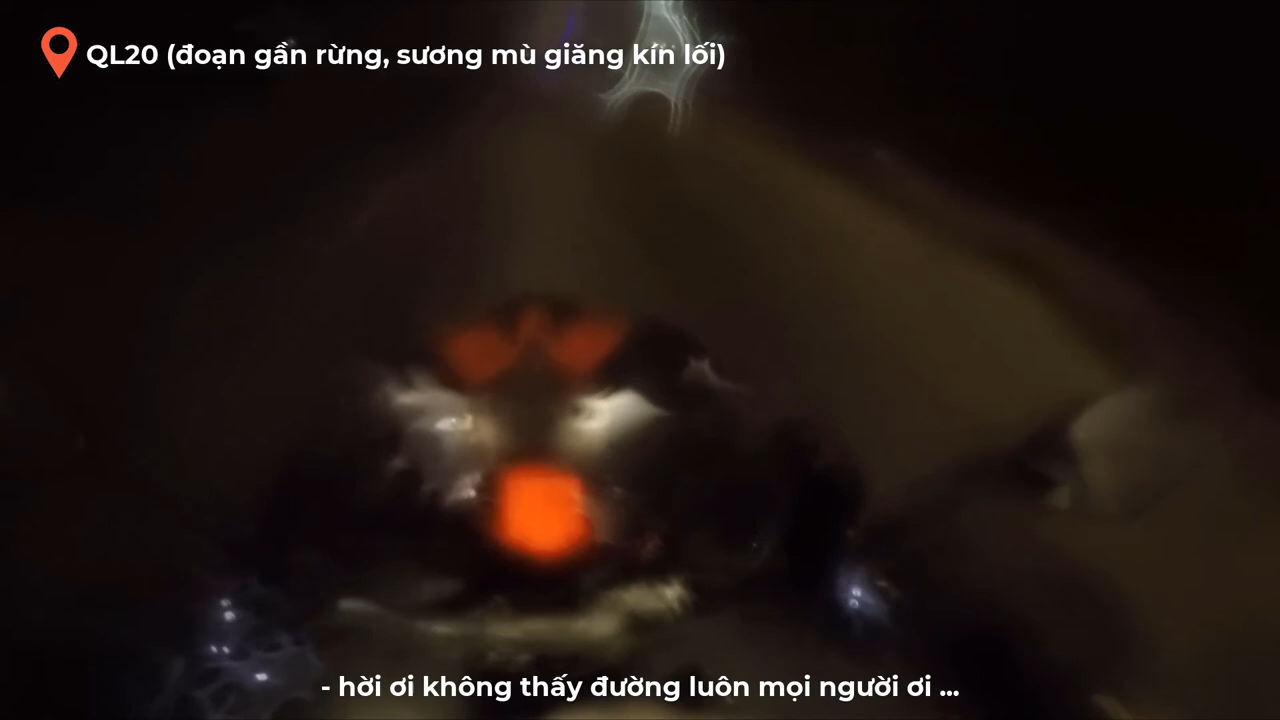 QL20 (đoạn gần rừng, sương mù giăng kín lối)
- hời ơi không thấy đường luôn mọi người ơi ...